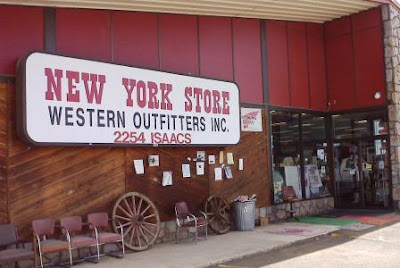 NEW YORK STORE
WESTERN OUTFITTERS INC.
2254 ISAACS